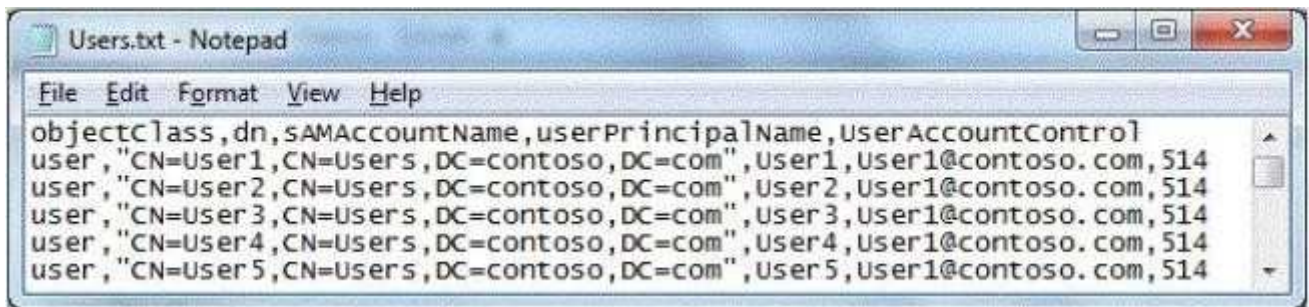 Users.txt - Notepad
File Edit Format View Help
objectClass,dn,sAMAccountName,userPrincipalName,UserAccountControl
user,"CN=User1,CN=Users,DC=contoso,DC=com",User1,User1@contoso.com,514
user,"CN=User2,CN=Users,DC=contoso,DC=com",User2,User1@contoso.com,514
user,"CN=User3,CN=Users,DC=contoso,DC=com",User3,User1@contoso.com,514
user,"CN=User4,CN=Users,DC=contoso,DC=com",User4,User1@contoso.com,514
user,"CN=User5,CN=Users,DC=contoso,DC=com",User5,User1@contoso.com,514